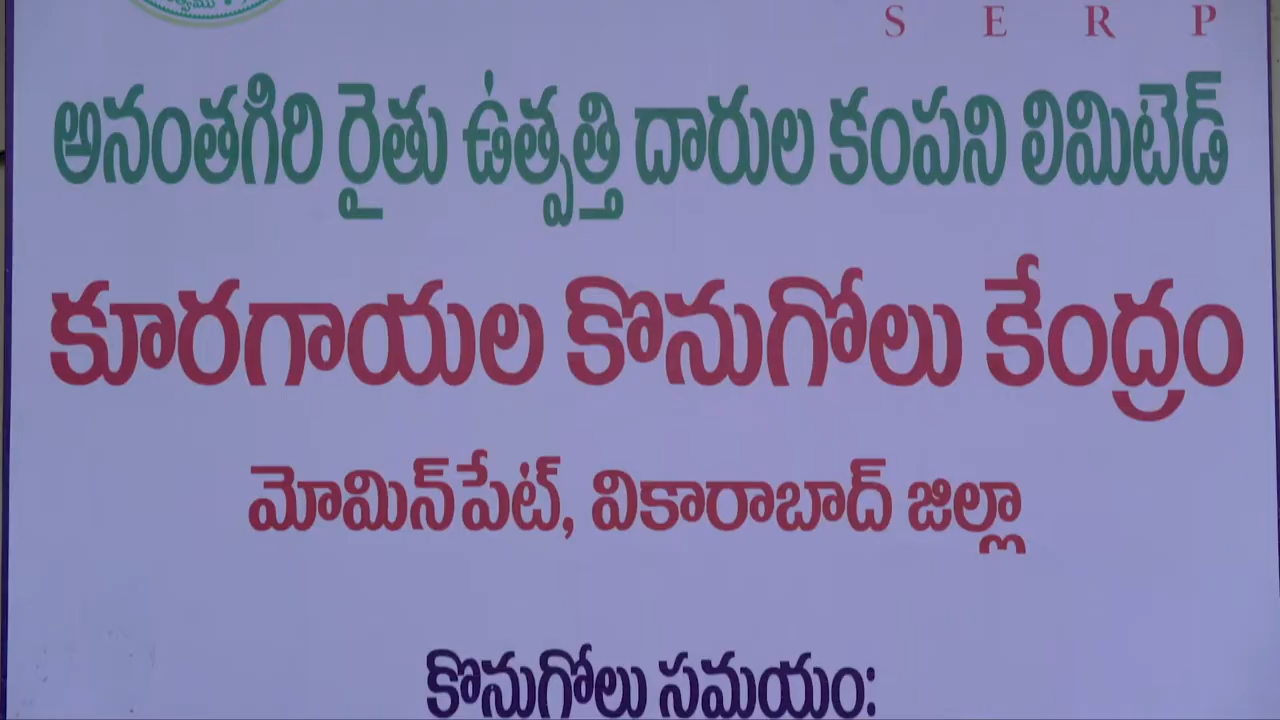 S E R P
అనంతగిరి రైతు ఉత్పత్తి దారుల కంపని లిమిటెడ్
కూరగాయల కొనుగోలు కేంద్రం
మోమిన్‌పేట్, వికారాబాద్ జిల్లా
కొనుగోలు సమయం: